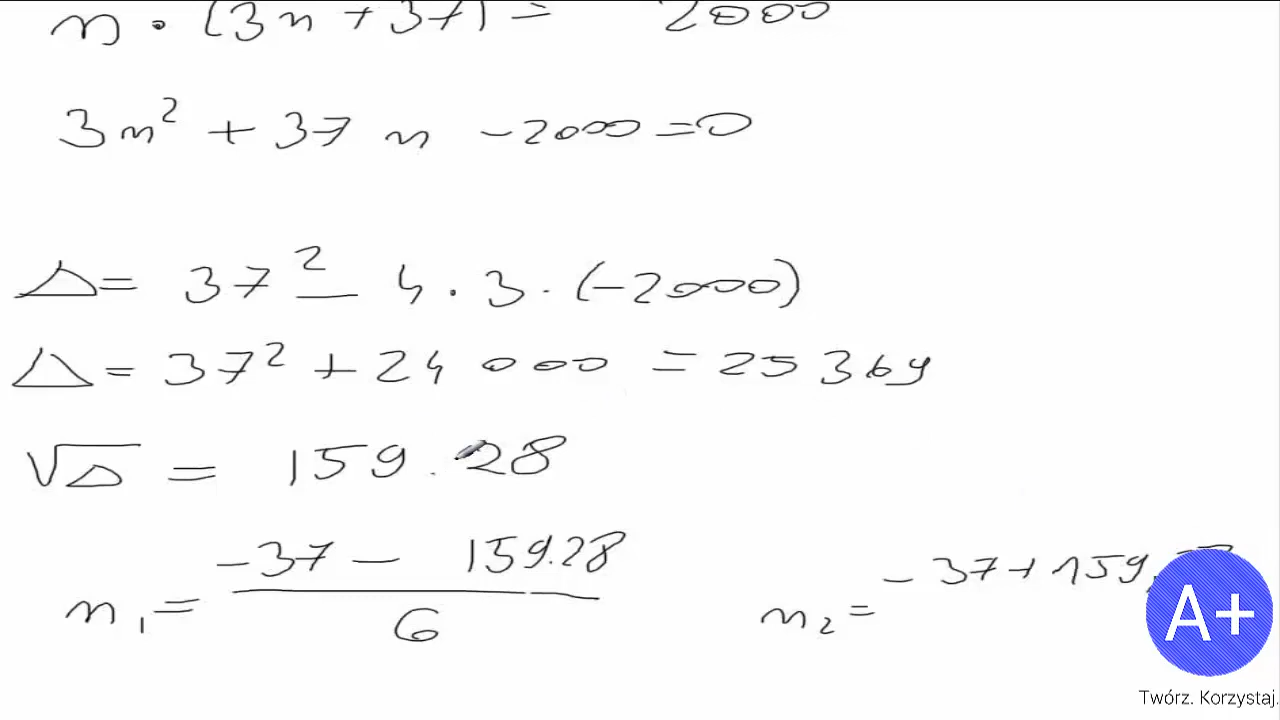 n · (3n + 37) = 2000
3n² + 37 n - 2000 = 0
Δ = 37² - 4 · 3 · (-2000)
Δ = 37² + 24 000 = 25 369
√Δ = 159.28
n₁ = (-37 - 159.28) / 6
n₂ = -37 + 159,
A+
Twórz. Korzystaj.